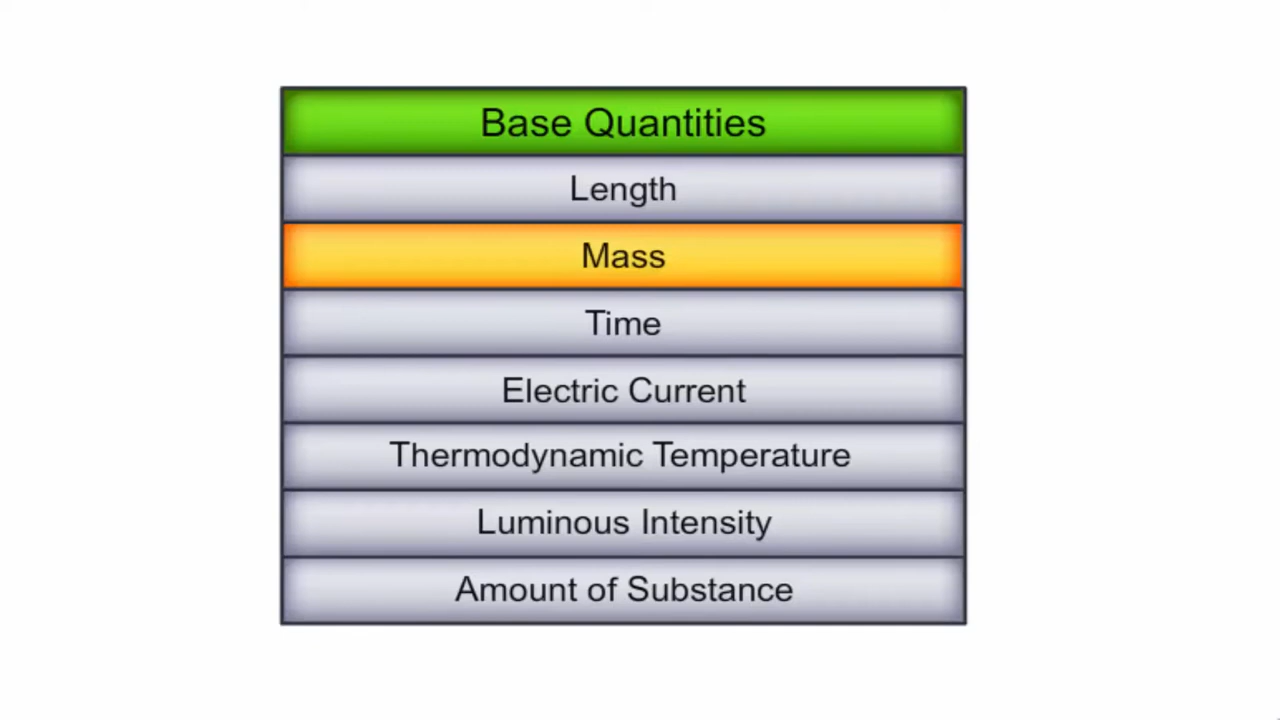 Base Quantities
Length
Mass
Time
Electric Current
Thermodynamic Temperature
Luminous Intensity
Amount of Substance